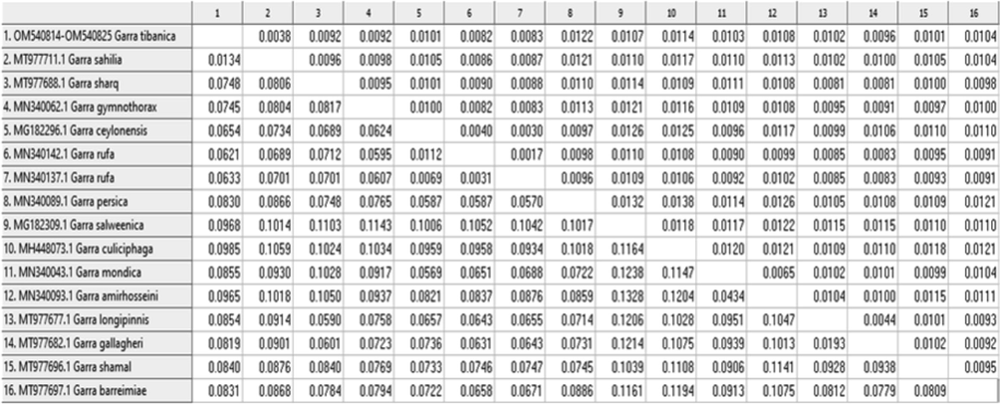 1 2 3 4 5 6 7 8 9 10 11 12 13 14 15 16
1. OM540814-OM540825 Garra tibanica 0.0038 0.0092 0.0092 0.0101 0.0082 0.0083 0.0122 0.0107 0.0114 0.0103 0.0108 0.0102 0.0096 0.0101 0.0104
2. MT977711.1 Garra sahilia 0.0134 0.0096 0.0098 0.0105 0.0086 0.0087 0.0121 0.0110 0.0117 0.0110 0.0113 0.0102 0.0100 0.0105 0.0104
3. MT977688.1 Garra sharq 0.0748 0.0806 0.0095 0.0101 0.0090 0.0088 0.0110 0.0114 0.0109 0.0111 0.0108 0.0081 0.0081 0.0100 0.0098
4. MN340062.1 Garra gymnothorax 0.0745 0.0804 0.0817 0.0100 0.0082 0.0083 0.0113 0.0121 0.0116 0.0109 0.0108 0.0095 0.0091 0.0097 0.0100
5. MG182296.1 Garra ceylonensis 0.0654 0.0734 0.0689 0.0624 0.0040 0.0030 0.0097 0.0126 0.0125 0.0096 0.0117 0.0099 0.0106 0.0110 0.0110
6. MN340142.1 Garra rufa 0.0621 0.0689 0.0712 0.0595 0.0112 0.0017 0.0098 0.0110 0.0108 0.0090 0.0099 0.0085 0.0083 0.0095 0.0091
7. MN340137.1 Garra rufa 0.0633 0.0701 0.0701 0.0607 0.0069 0.0031 0.0096 0.0109 0.0106 0.0092 0.0102 0.0085 0.0083 0.0093 0.0091
8. MN340089.1 Garra persica 0.0830 0.0866 0.0748 0.0765 0.0587 0.0587 0.0570 0.0132 0.0138 0.0114 0.0126 0.0105 0.0108 0.0109 0.0121
9. MG182309.1 Garra salweenica 0.0968 0.1014 0.1103 0.1143 0.1006 0.1052 0.1042 0.1017 0.0118 0.0117 0.0122 0.0115 0.0115 0.0110 0.0110
10. MH448073.1 Garra culiciphaga 0.0985 0.1059 0.1024 0.1034 0.0959 0.0958 0.0934 0.1018 0.1164 0.0120 0.0121 0.0109 0.0110 0.0118 0.0121
11. MN340043.1 Garra mondica 0.0855 0.0930 0.1028 0.0917 0.0569 0.0651 0.0688 0.0722 0.1238 0.1147 0.0065 0.0102 0.0101 0.0099 0.0104
12. MN340093.1 Garra amirhosseini 0.0965 0.1018 0.1050 0.0937 0.0821 0.0837 0.0876 0.0859 0.1328 0.1204 0.0434 0.0104 0.0100 0.0115 0.0111
13. MT977677.1 Garra longipinnis 0.0854 0.0914 0.0590 0.0758 0.0657 0.0643 0.0655 0.0714 0.1206 0.1028 0.0951 0.1047 0.0044 0.0101 0.0093
14. MT977682.1 Garra gallagheri 0.0819 0.0901 0.0601 0.0723 0.0736 0.0631 0.0643 0.0731 0.1214 0.1075 0.0939 0.1013 0.0193 0.0102 0.0092
15. MT977696.1 Garra shamal 0.0840 0.0876 0.0840 0.0769 0.0733 0.0746 0.0747 0.0745 0.1039 0.1108 0.0906 0.1141 0.0928 0.0938 0.0095
16. MT977697.1 Garra barreimiae 0.0831 0.0868 0.0784 0.0794 0.0722 0.0658 0.0671 0.0886 0.1161 0.1194 0.0913 0.1075 0.0812 0.0779 0.0809